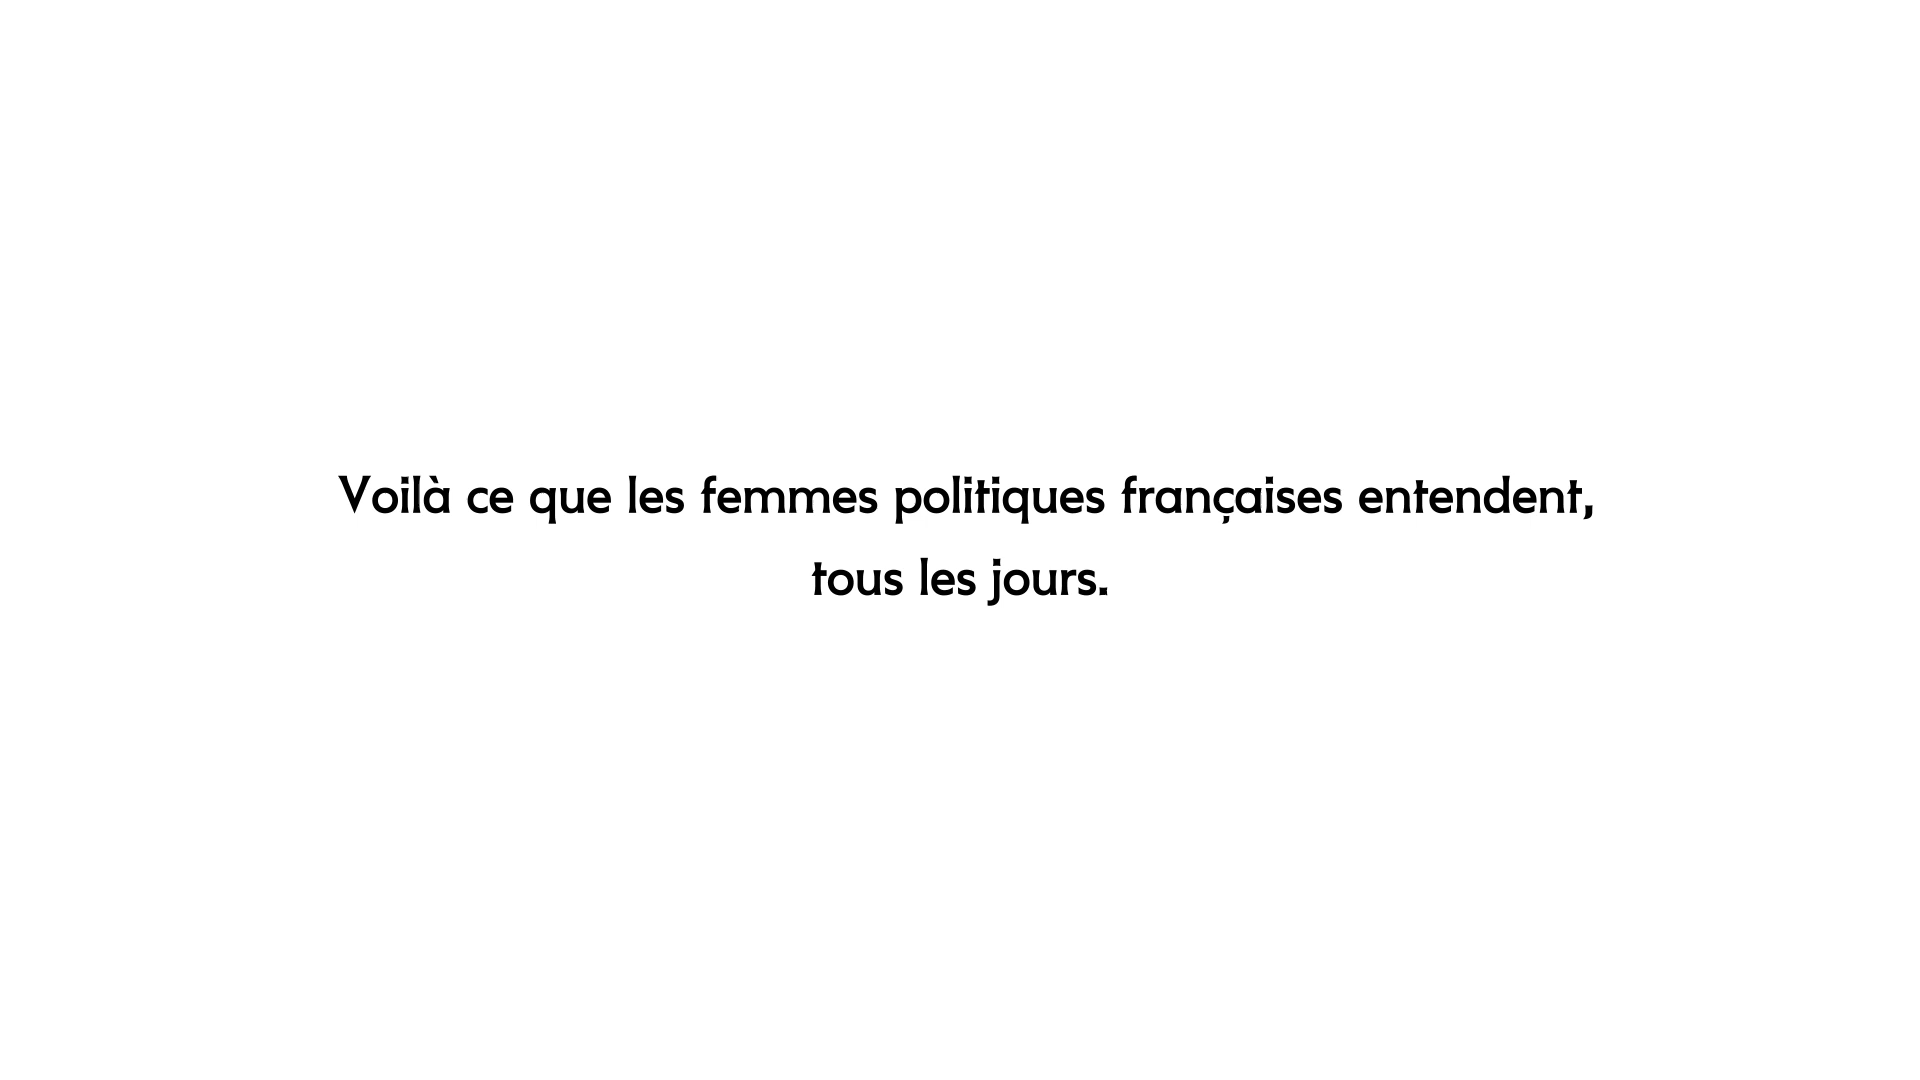 Voilà ce que les femmes politiques françaises entendent,
tous les jours.